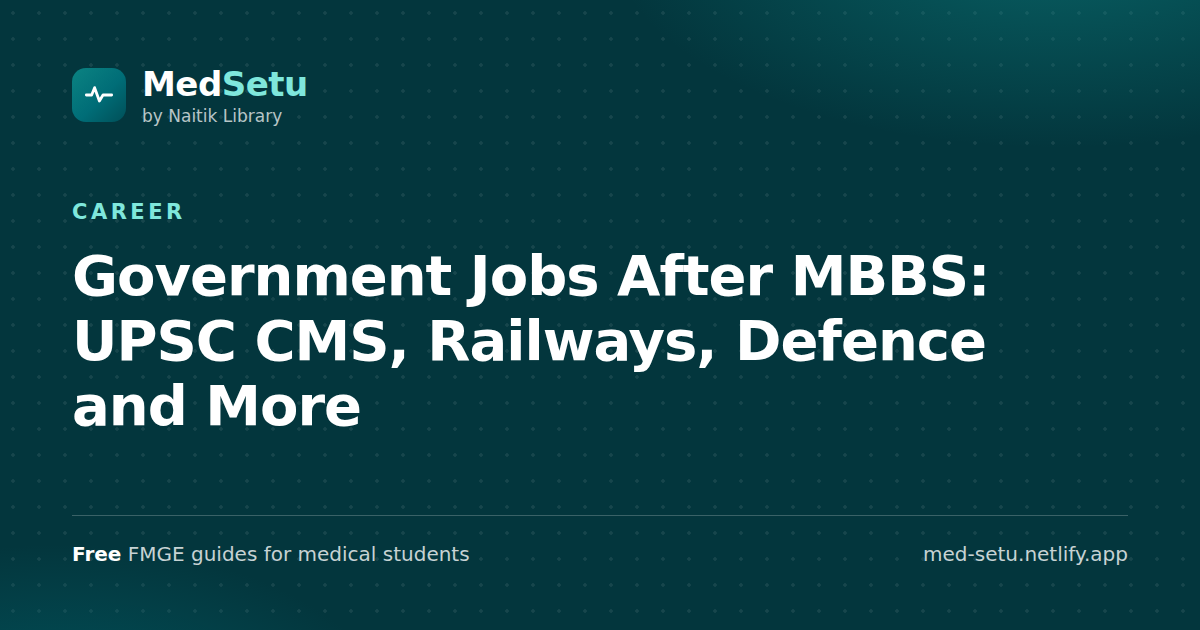 MedSetu
by Naitik Library
CAREER
Government Jobs After MBBS:
UPSC CMS, Railways, Defence
and More
Free FMGE guides for medical students
med-setu.netlify.app